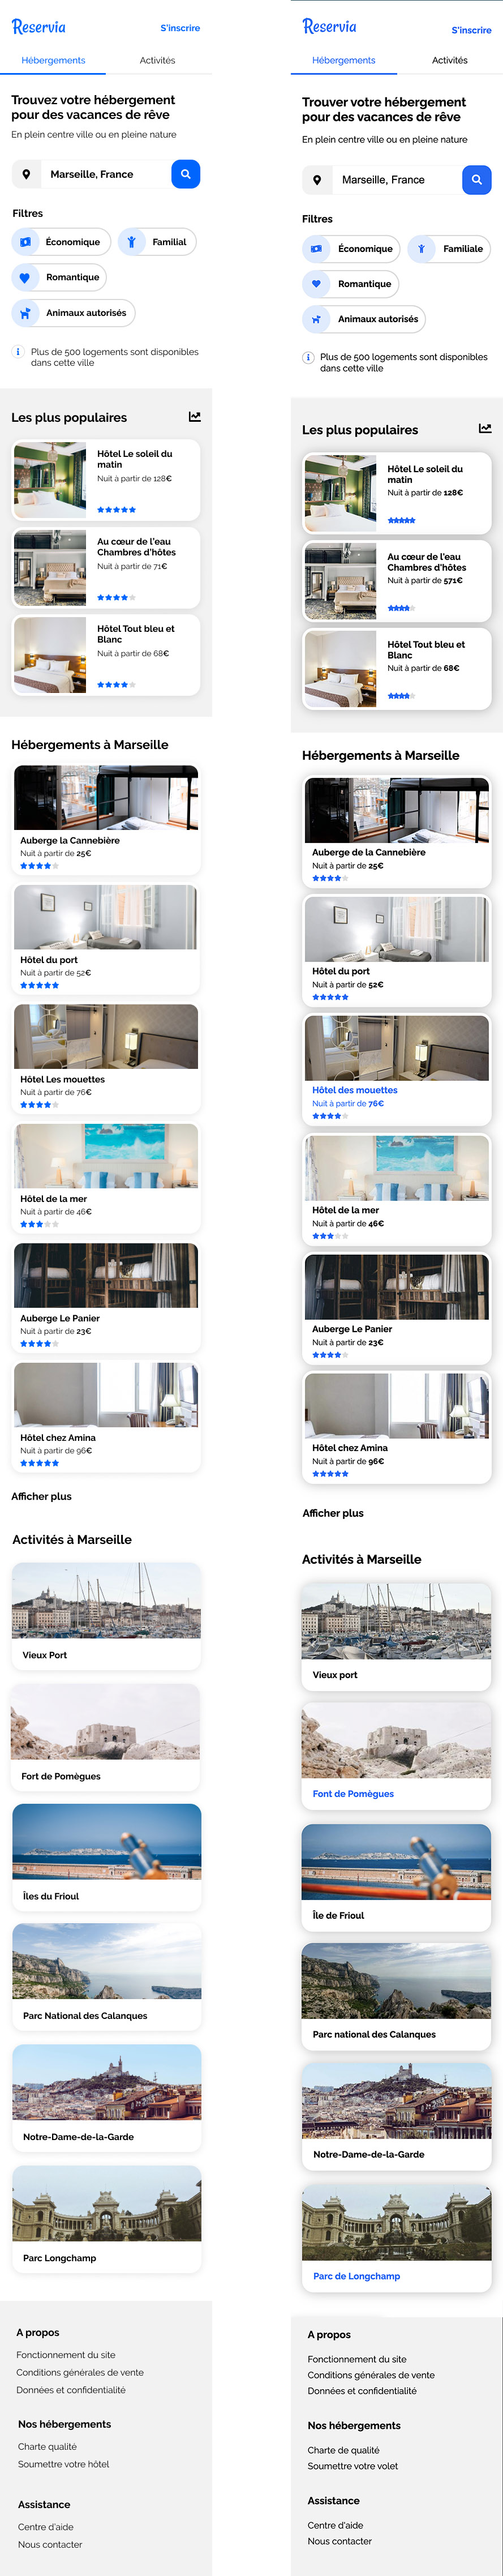 Reservia
S'inscrire
Hébergements
Activités
Trouvez votre hébergement
pour des vacances de rêve
En plein centre ville ou en pleine nature
Marseille, France
Filtres
Économique
Familial
Romantique
Animaux autorisés
Plus de 500 logements sont disponibles
dans cette ville
Les plus populaires
Hôtel Le soleil du
matin
Nuit à partir de 128€
Au cœur de l'eau
Chambres d'hôtes
Nuit à partir de 71€
Hôtel Tout bleu et
Blanc
Nuit à partir de 68€
Hébergements à Marseille
Auberge la Cannebière
Nuit à partir de 25€
Hôtel du port
Nuit à partir de 52€
Hôtel Les mouettes
Nuit à partir de 76€
Hôtel de la mer
Nuit à partir de 46€
Auberge Le Panier
Nuit à partir de 23€
Hôtel chez Amina
Nuit à partir de 96€
Afficher plus
Activités à Marseille
Vieux Port
Fort de Pomègues
Îles du Frioul
Parc National des Calanques
Notre-Dame-de-la-Garde
Parc Longchamp
A propos
Fonctionnement du site
Conditions générales de vente
Données et confidentialité
Nos hébergements
Charte qualité
Soumettre votre hôtel
Assistance
Centre d'aide
Nous contacter
Reservia
S'inscrire
Hébergements
Activités
Trouver votre hébergement
pour des vacances de rêve
En plein centre ville ou en pleine nature
Marseille, France
Filtres
Économique
Familiale
Romantique
Animaux autorisés
Plus de 500 logements sont disponibles
dans cette ville
Les plus populaires
Hôtel Le soleil du
matin
Nuit à partir de 128€
Au cœur de l'eau
Chambres d'hôtes
Nuit à partir de 571€
Hôtel Tout bleu et
Blanc
Nuit à partir de 68€
Hébergements à Marseille
Auberge de la Cannebière
Nuit à partir de 25€
Hôtel du port
Nuit à partir de 52€
Hôtel des mouettes
Nuit à partir de 76€
Hôtel de la mer
Nuit à partir de 46€
Auberge Le Panier
Nuit à partir de 23€
Hôtel chez Amina
Nuit à partir de 96€
Afficher plus
Activités à Marseille
Vieux port
Font de Pomègues
Île de Frioul
Parc national des Calanques
Notre-Dame-de-la-Garde
Parc de Longchamp
A propos
Fonctionnement du site
Conditions générales de vente
Données et confidentialité
Nos hébergements
Charte de qualité
Soumettre votre volet
Assistance
Centre d'aide
Nous contacter